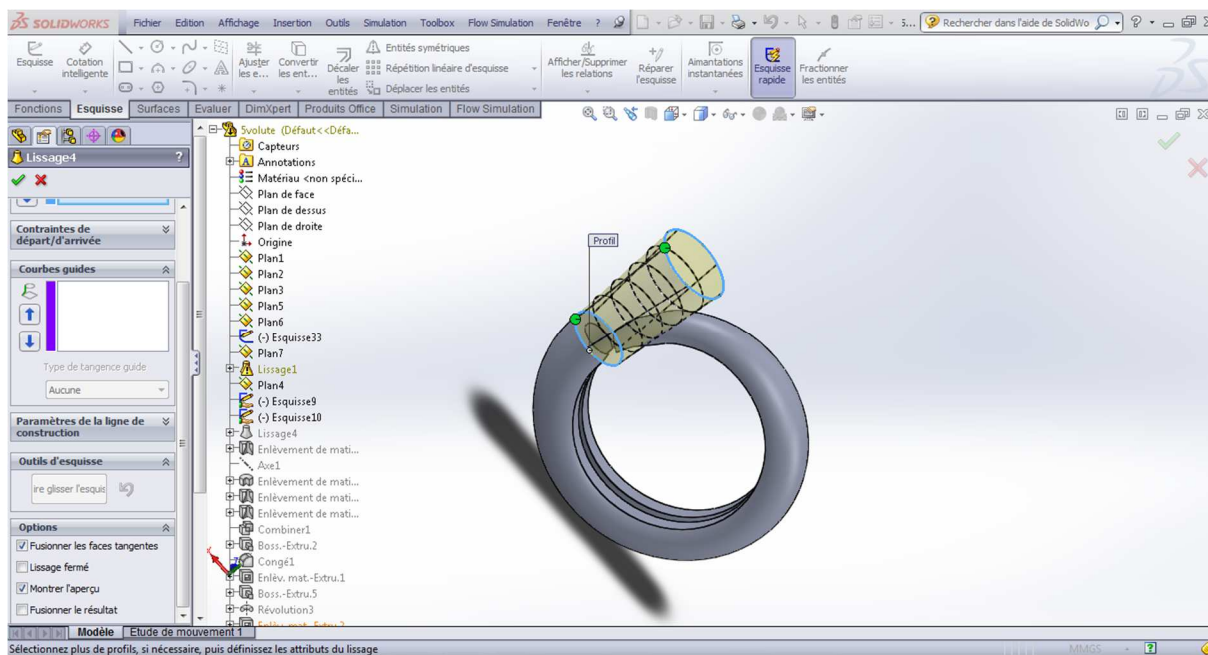 SOLIDWORKS Fichier Edition Affichage Insertion Outils Simulation Toolbox Flow Simulation Fenêtre ? 5... Rechercher dans l'aide de SolidWo ?
Esquisse
Cotation intelligente
Ajuster les e...
Convertir les ent...
Décaler les entités
Entités symétriques
Répétition linéaire d'esquisse
Déplacer les entités
Afficher/Supprimer les relations
Réparer l'esquisse
Aimantations instantanées
Esquisse rapide
Fractionner les entités
Fonctions Esquisse Surfaces Evaluer DimXpert Produits Office Simulation Flow Simulation
Lissage4 ?
Contraintes de
départ/d'arrivée
Courbes guides
Type de tangence guide
Aucune
Paramètres de la ligne de
construction
Outils d'esquisse
ire glisser l'esquis
Options
Fusionner les faces tangentes
Lissage fermé
Montrer l'aperçu
Fusionner le résultat
5volute (Défaut<<Défa...
Capteurs
A Annotations
Matériau <non spéci...
Plan de face
Plan de dessus
Plan de droite
Origine
Plan1
Plan2
Plan3
Plan5
Plan6
(-) Esquisse33
Plan7
Lissage1
Plan4
(-) Esquisse9
(-) Esquisse10
Lissage4
Enlèvement de mati...
Axe1
Enlèvement de mati...
Enlèvement de mati...
Enlèvement de mati...
Combiner1
Boss.-Extru.2
Congé1
Enlèv. mat.-Extru.1
Boss.-Extru.5
Révolution3
Profil
Modèle Etude de mouvement 1
Sélectionnez plus de profils, si nécessaire, puis définissez les attributs du lissage MMGS ?